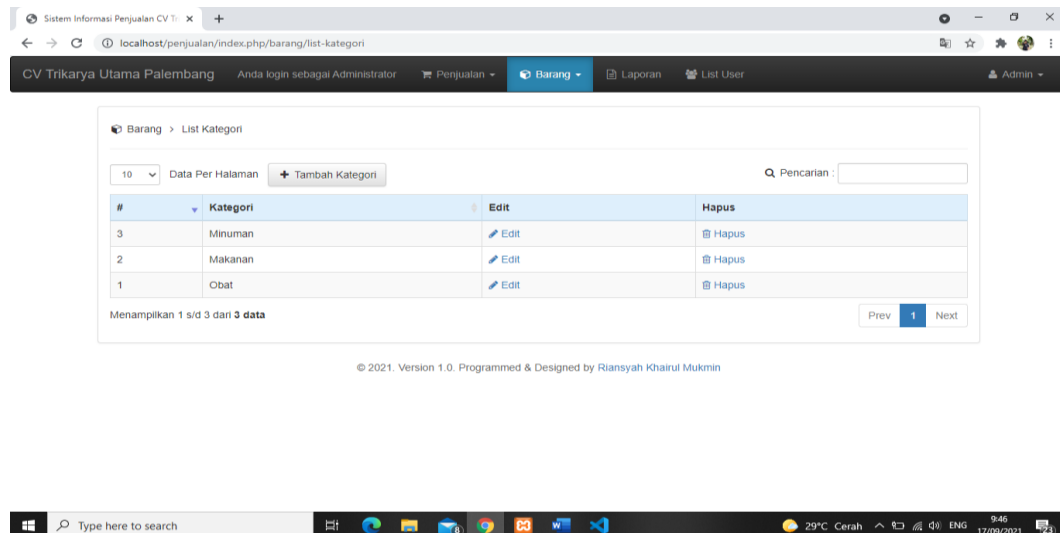 Sistem Informasi Penjualan CV Tr
localhost/penjualan/index.php/barang/list-kategori
CV Trikarya Utama Palembang Anda login sebagai Administrator Penjualan Barang Laporan List User Admin
Barang > List Kategori
10 Data Per Halaman + Tambah Kategori Pencarian :
# Kategori Edit Hapus
3 Minuman Edit Hapus
2 Makanan Edit Hapus
1 Obat Edit Hapus
Menampilkan 1 s/d 3 dari 3 data Prev 1 Next
© 2021. Version 1.0. Programmed & Designed by Riansyah Khairul Mukmin
Type here to search 29°C Cerah ENG 9:46
17/09/2021